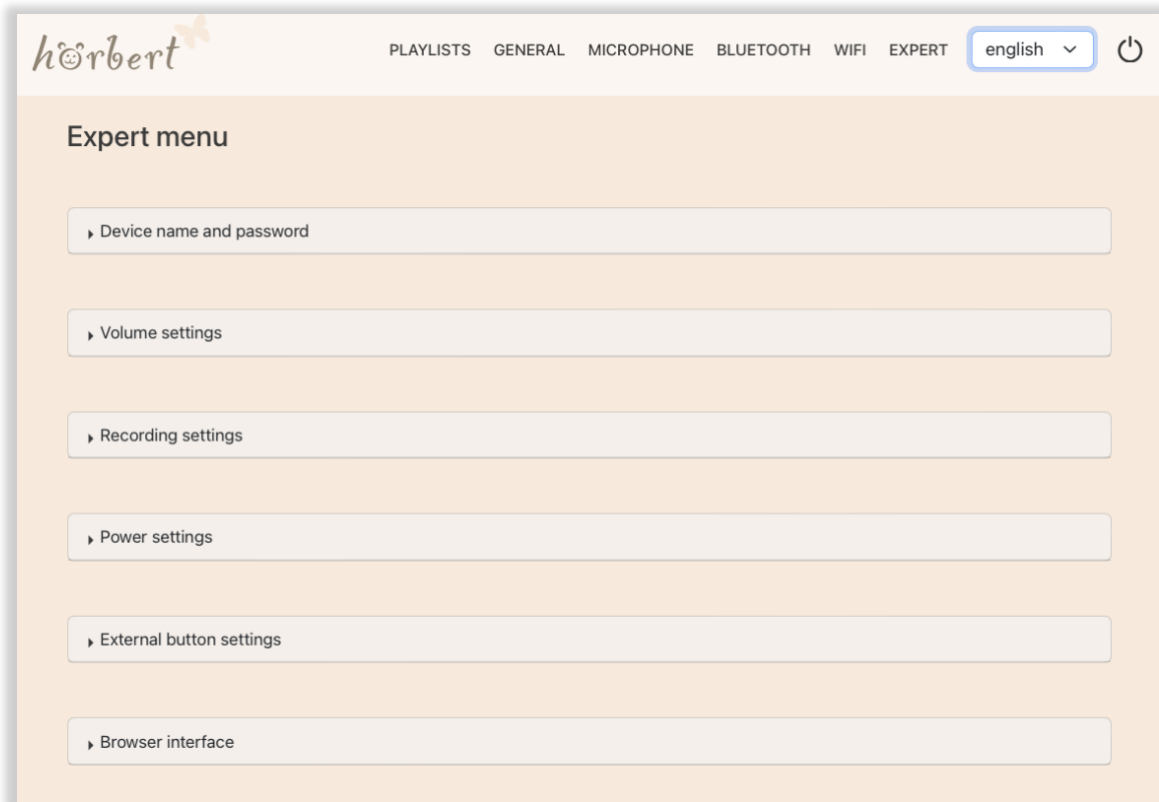 hörbert
PLAYLISTS GENERAL MICROPHONE BLUETOOTH WIFI EXPERT english
Expert menu
Device name and password
Volume settings
Recording settings
Power settings
External button settings
Browser interface